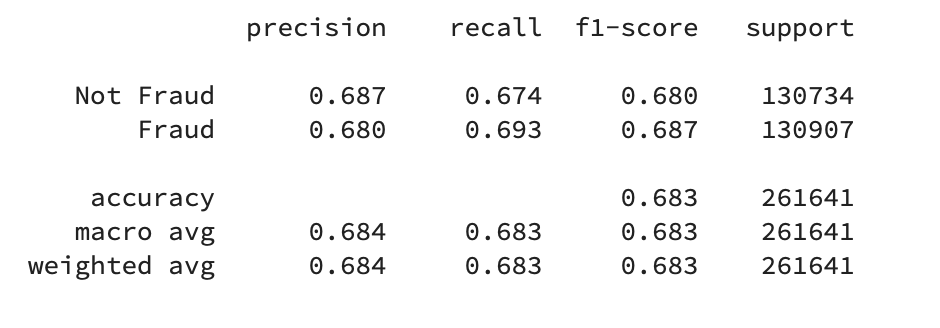 precision recall f1-score support
Not Fraud 0.687 0.674 0.680 130734
Fraud 0.680 0.693 0.687 130907
accuracy 0.683 261641
macro avg 0.684 0.683 0.683 261641
weighted avg 0.684 0.683 0.683 261641